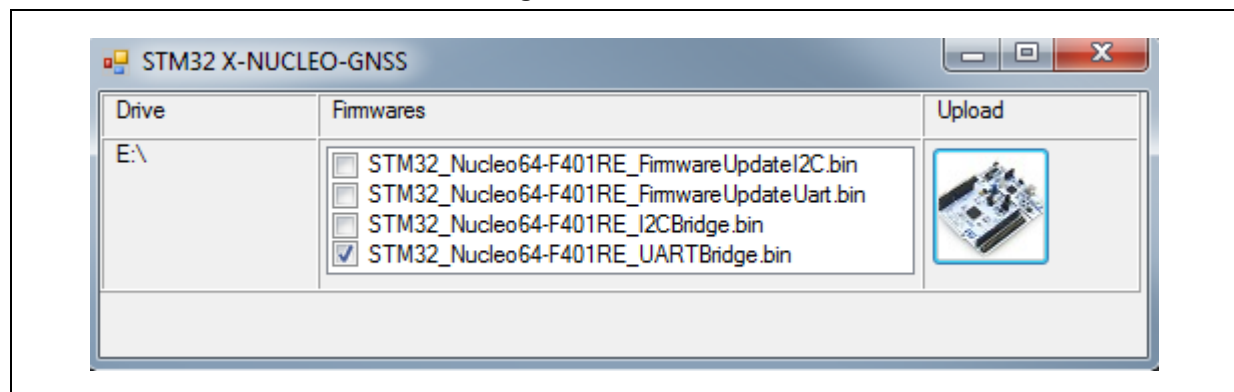 STM32 X-NUCLEO-GNSS
Drive Firmwares Upload
E:\
STM32_Nucleo64-F401RE_FirmwareUpdateI2C.bin
STM32_Nucleo64-F401RE_FirmwareUpdateUart.bin
STM32_Nucleo64-F401RE_I2CBridge.bin
STM32_Nucleo64-F401RE_UARTBridge.bin